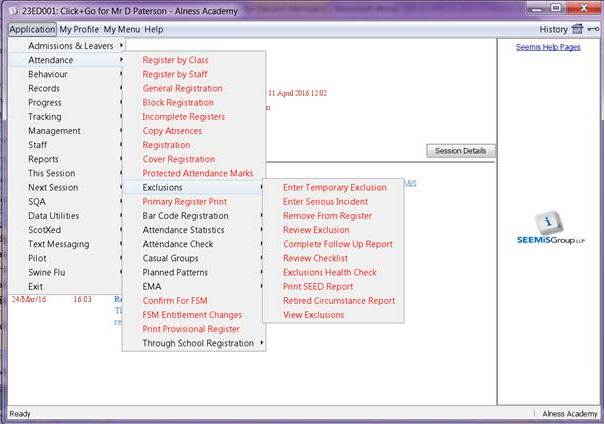 23ED001: Click+Go for Mr D Paterson - Alness Academy
Application My Profile My Menu Help
History
Seemis Help Pages
Admissions & Leavers
Attendance
Behaviour
Records
Progress
Tracking
Management
Staff
Reports
This Session
Next Session
SQA
Data Utilities
ScotXed
Text Messaging
Pilot
Swine Flu
Exit
Register by Class
Register by Staff
General Registration
Block Registration
Incomplete Registers
Copy Absences
Registration
Cover Registration
Protected Attendance Marks
Exclusions
Primary Register Print
Bar Code Registration
Attendance Statistics
Attendance Check
Casual Groups
Planned Patterns
EMA
Confirm For FSM
FSM Entitlement Changes
Print Provisional Register
Through School Registration
Enter Temporary Exclusion
Enter Serious Incident
Remove From Register
Review Exclusion
Complete Follow Up Report
Review Checklist
Exclusions Health Check
Print SEED Report
Retired Circumstance Report
View Exclusions
11 April 2016 12:02
Session Details
24/Mar/16 16:03
SEEMiSGroup LLP
Ready
Alness Academy